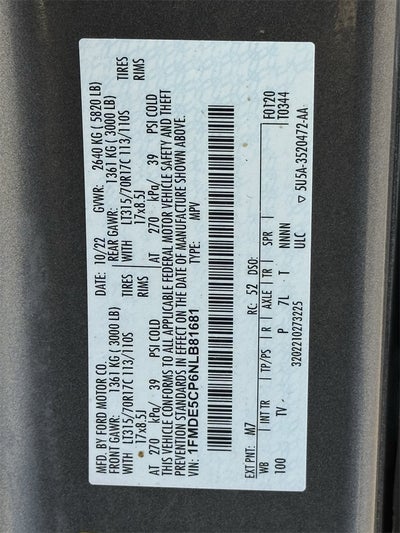 MFD. BY FORD MOTOR CO.
DATE: 10/22 GVWR: 2640 KG ( 5820 LB)
FRONT GAWR: 1361 KG ( 3000 LB) REAR GAWR: 1361 KG ( 3000 LB)
WITH LT315/70R17C 113/110S TIRES WITH LT315/70R17C 113/110S TIRES
17x8.5J RIMS 17x8.5J RIMS
AT 270 kPa/ 39 PSI COLD AT 270 kPa/ 39 PSI COLD
THIS VEHICLE CONFORMS TO ALL APPLICABLE FEDERAL MOTOR VEHICLE SAFETY AND THEFT
PREVENTION STANDARDS IN EFFECT ON THE DATE OF MANUFACTURE SHOWN ABOVE.
VIN: 1FMDE5CP6NLB81681 TYPE: MPV
F0120
T0344
EXT PNT: M7 RC: 52 DSO:
WB INT TR TP/PS R AXLE TR SPR
100 TV P 7L T NNNN
3202210273225 ULC
▽ 5U5A-3520472-AA